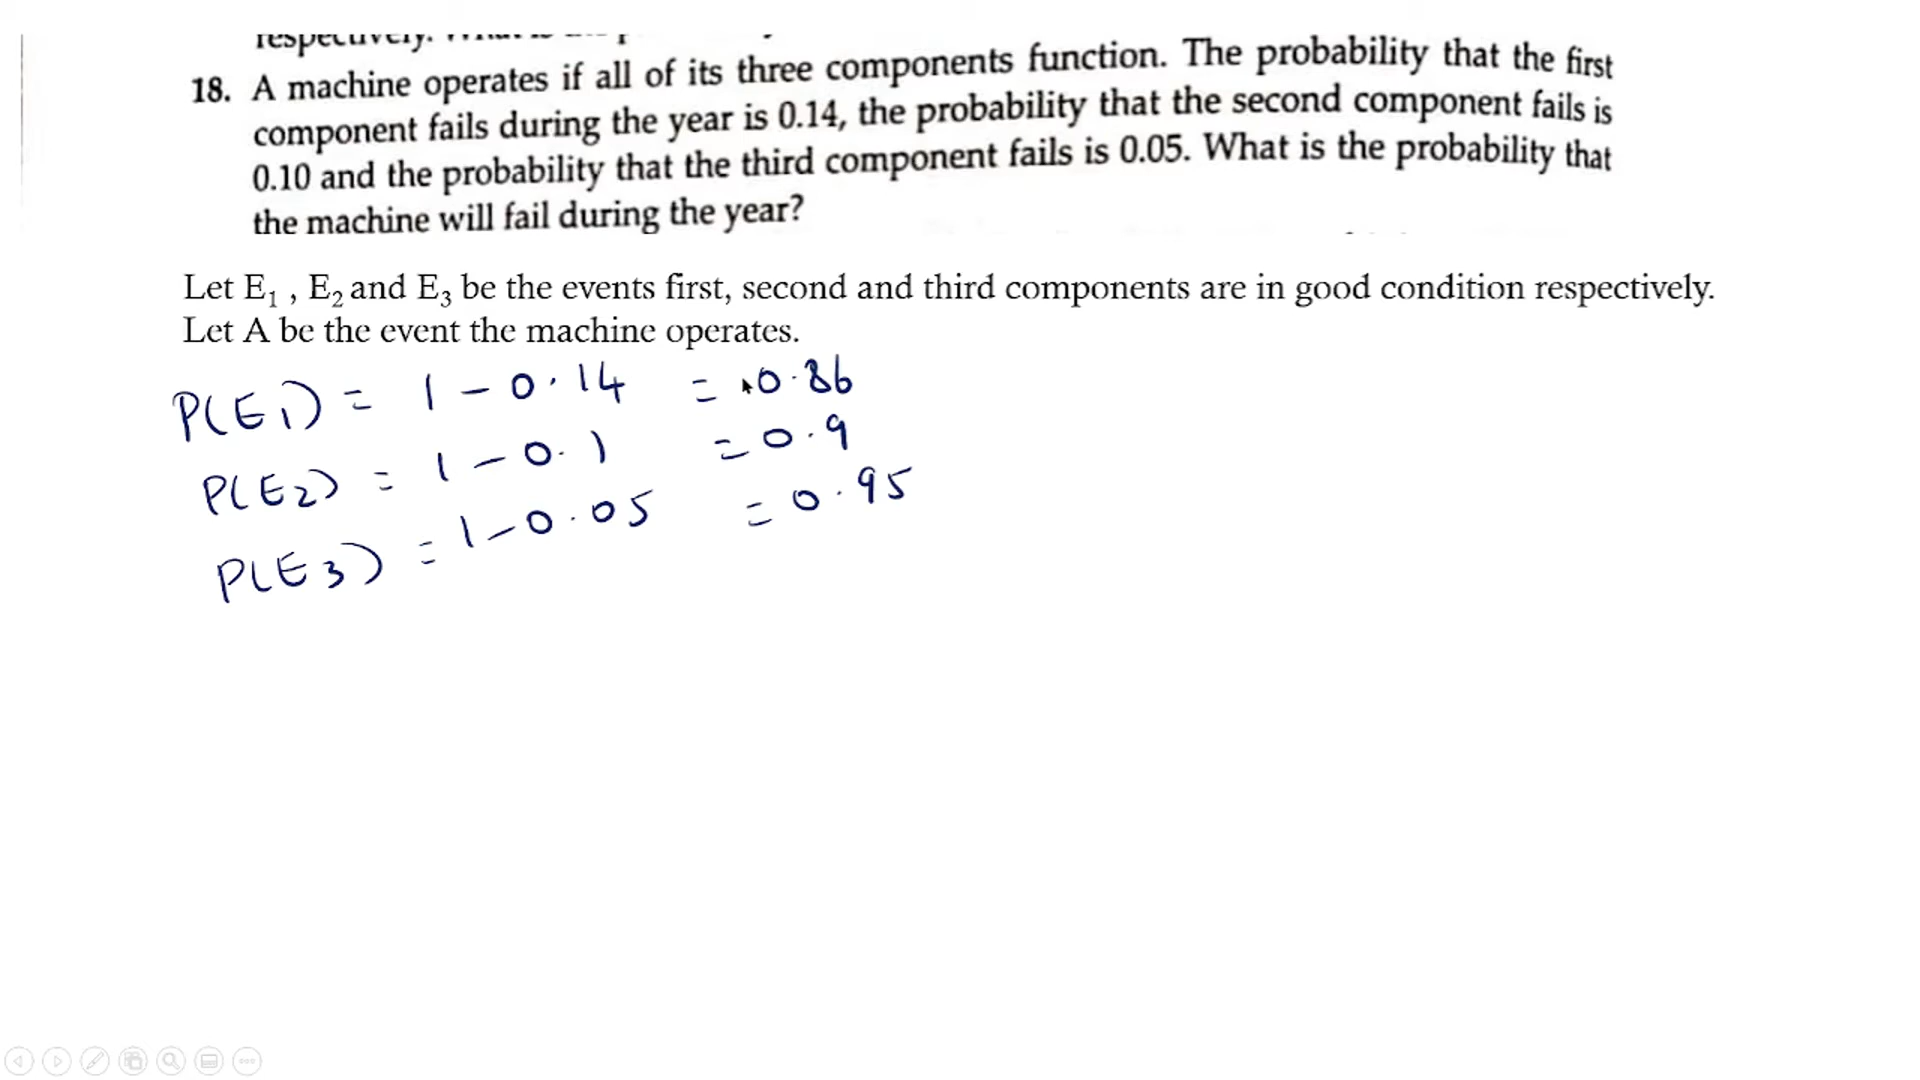 respectively.
18. A machine operates if all of its three components function. The probability that the first
component fails during the year is 0.14, the probability that the second component fails is
0.10 and the probability that the third component fails is 0.05. What is the probability that
the machine will fail during the year?
Let E₁ , E₂ and E₃ be the events first, second and third components are in good condition respectively.
Let A be the event the machine operates.
P(E1) = 1 - 0.14 = 0.86
P(E2) = 1 - 0.1 = 0.9
P(E3) = 1 - 0.05 = 0.95